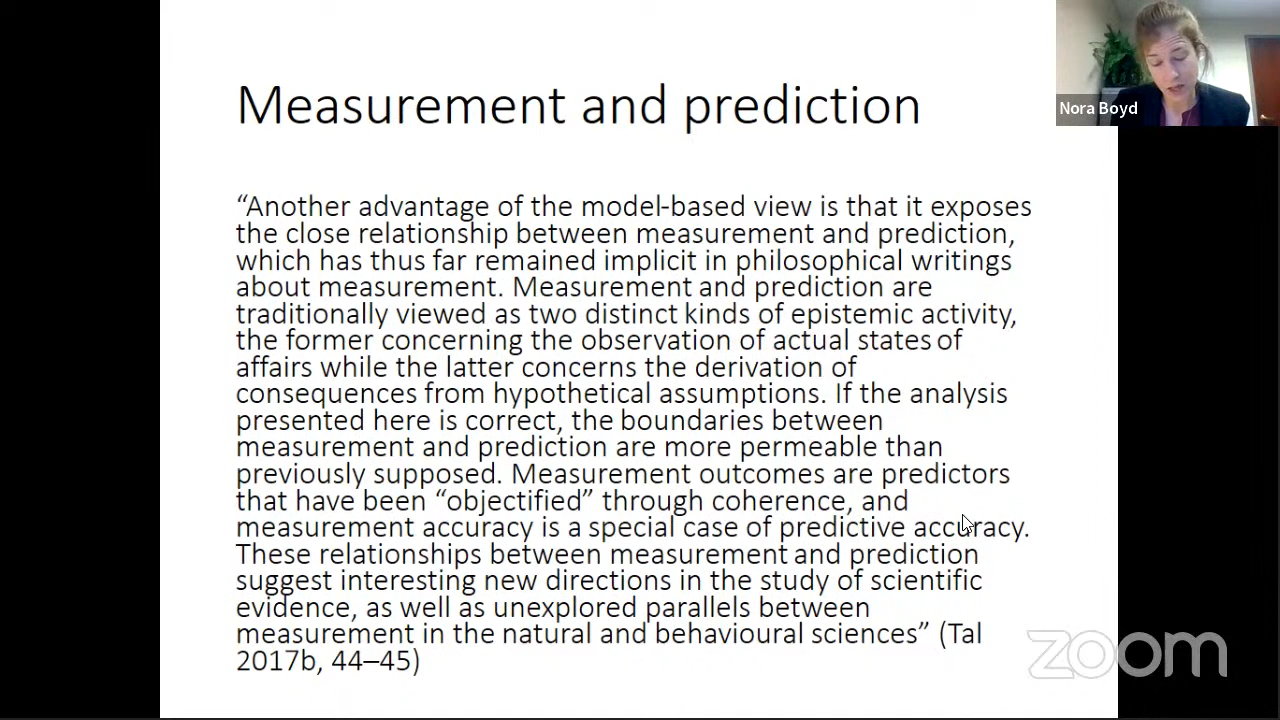 Measurement and prediction
Nora Boyd
“Another advantage of the model-based view is that it exposes
the close relationship between measurement and prediction,
which has thus far remained implicit in philosophical writings
about measurement. Measurement and prediction are
traditionally viewed as two distinct kinds of epistemic activity,
the former concerning the observation of actual states of
affairs while the latter concerns the derivation of
consequences from hypothetical assumptions. If the analysis
presented here is correct, the boundaries between
measurement and prediction are more permeable than
previously supposed. Measurement outcomes are predictors
that have been “objectified” through coherence, and
measurement accuracy is a special case of predictive accuracy.
These relationships between measurement and prediction
suggest interesting new directions in the study of scientific
evidence, as well as unexplored parallels between
measurement in the natural and behavioural sciences” (Tal
2017b, 44–45)
zoom